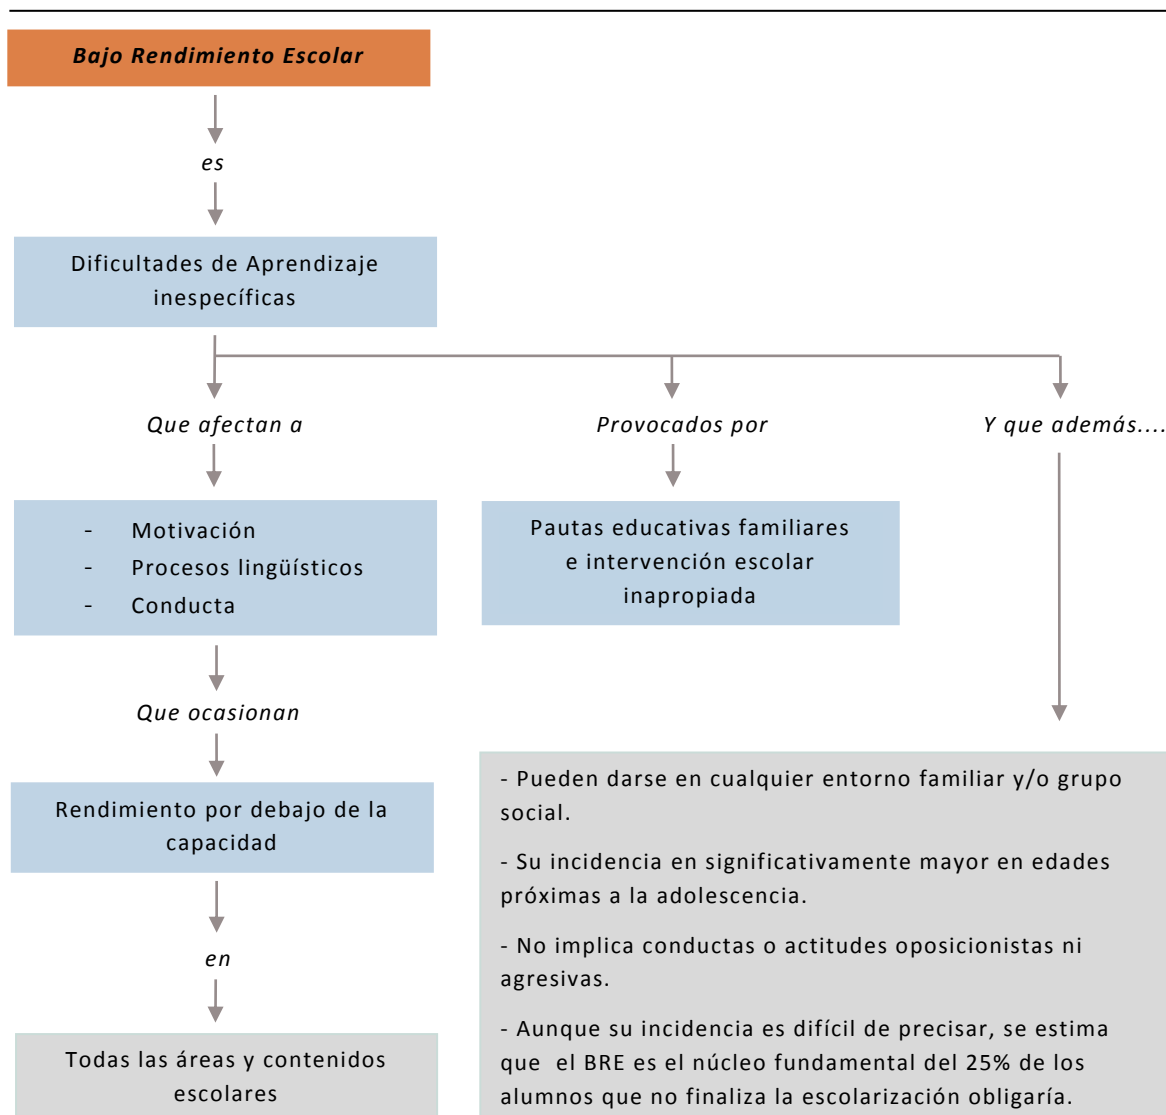 Bajo Rendimiento Escolar
es
Dificultades de Aprendizaje
inespecíficas
Que afectan a
Provocados por
Y que además....
- Motivación
- Procesos lingüísticos
- Conducta
Pautas educativas familiares
e intervención escolar
inapropiada
Que ocasionan
Rendimiento por debajo de la
capacidad
en
Todas las áreas y contenidos
escolares
- Pueden darse en cualquier entorno familiar y/o grupo
social.
- Su incidencia en significativamente mayor en edades
próximas a la adolescencia.
- No implica conductas o actitudes oposicionistas ni
agresivas.
- Aunque su incidencia es difícil de precisar, se estima
que el BRE es el núcleo fundamental del 25% de los
alumnos que no finaliza la escolarización obligaría.